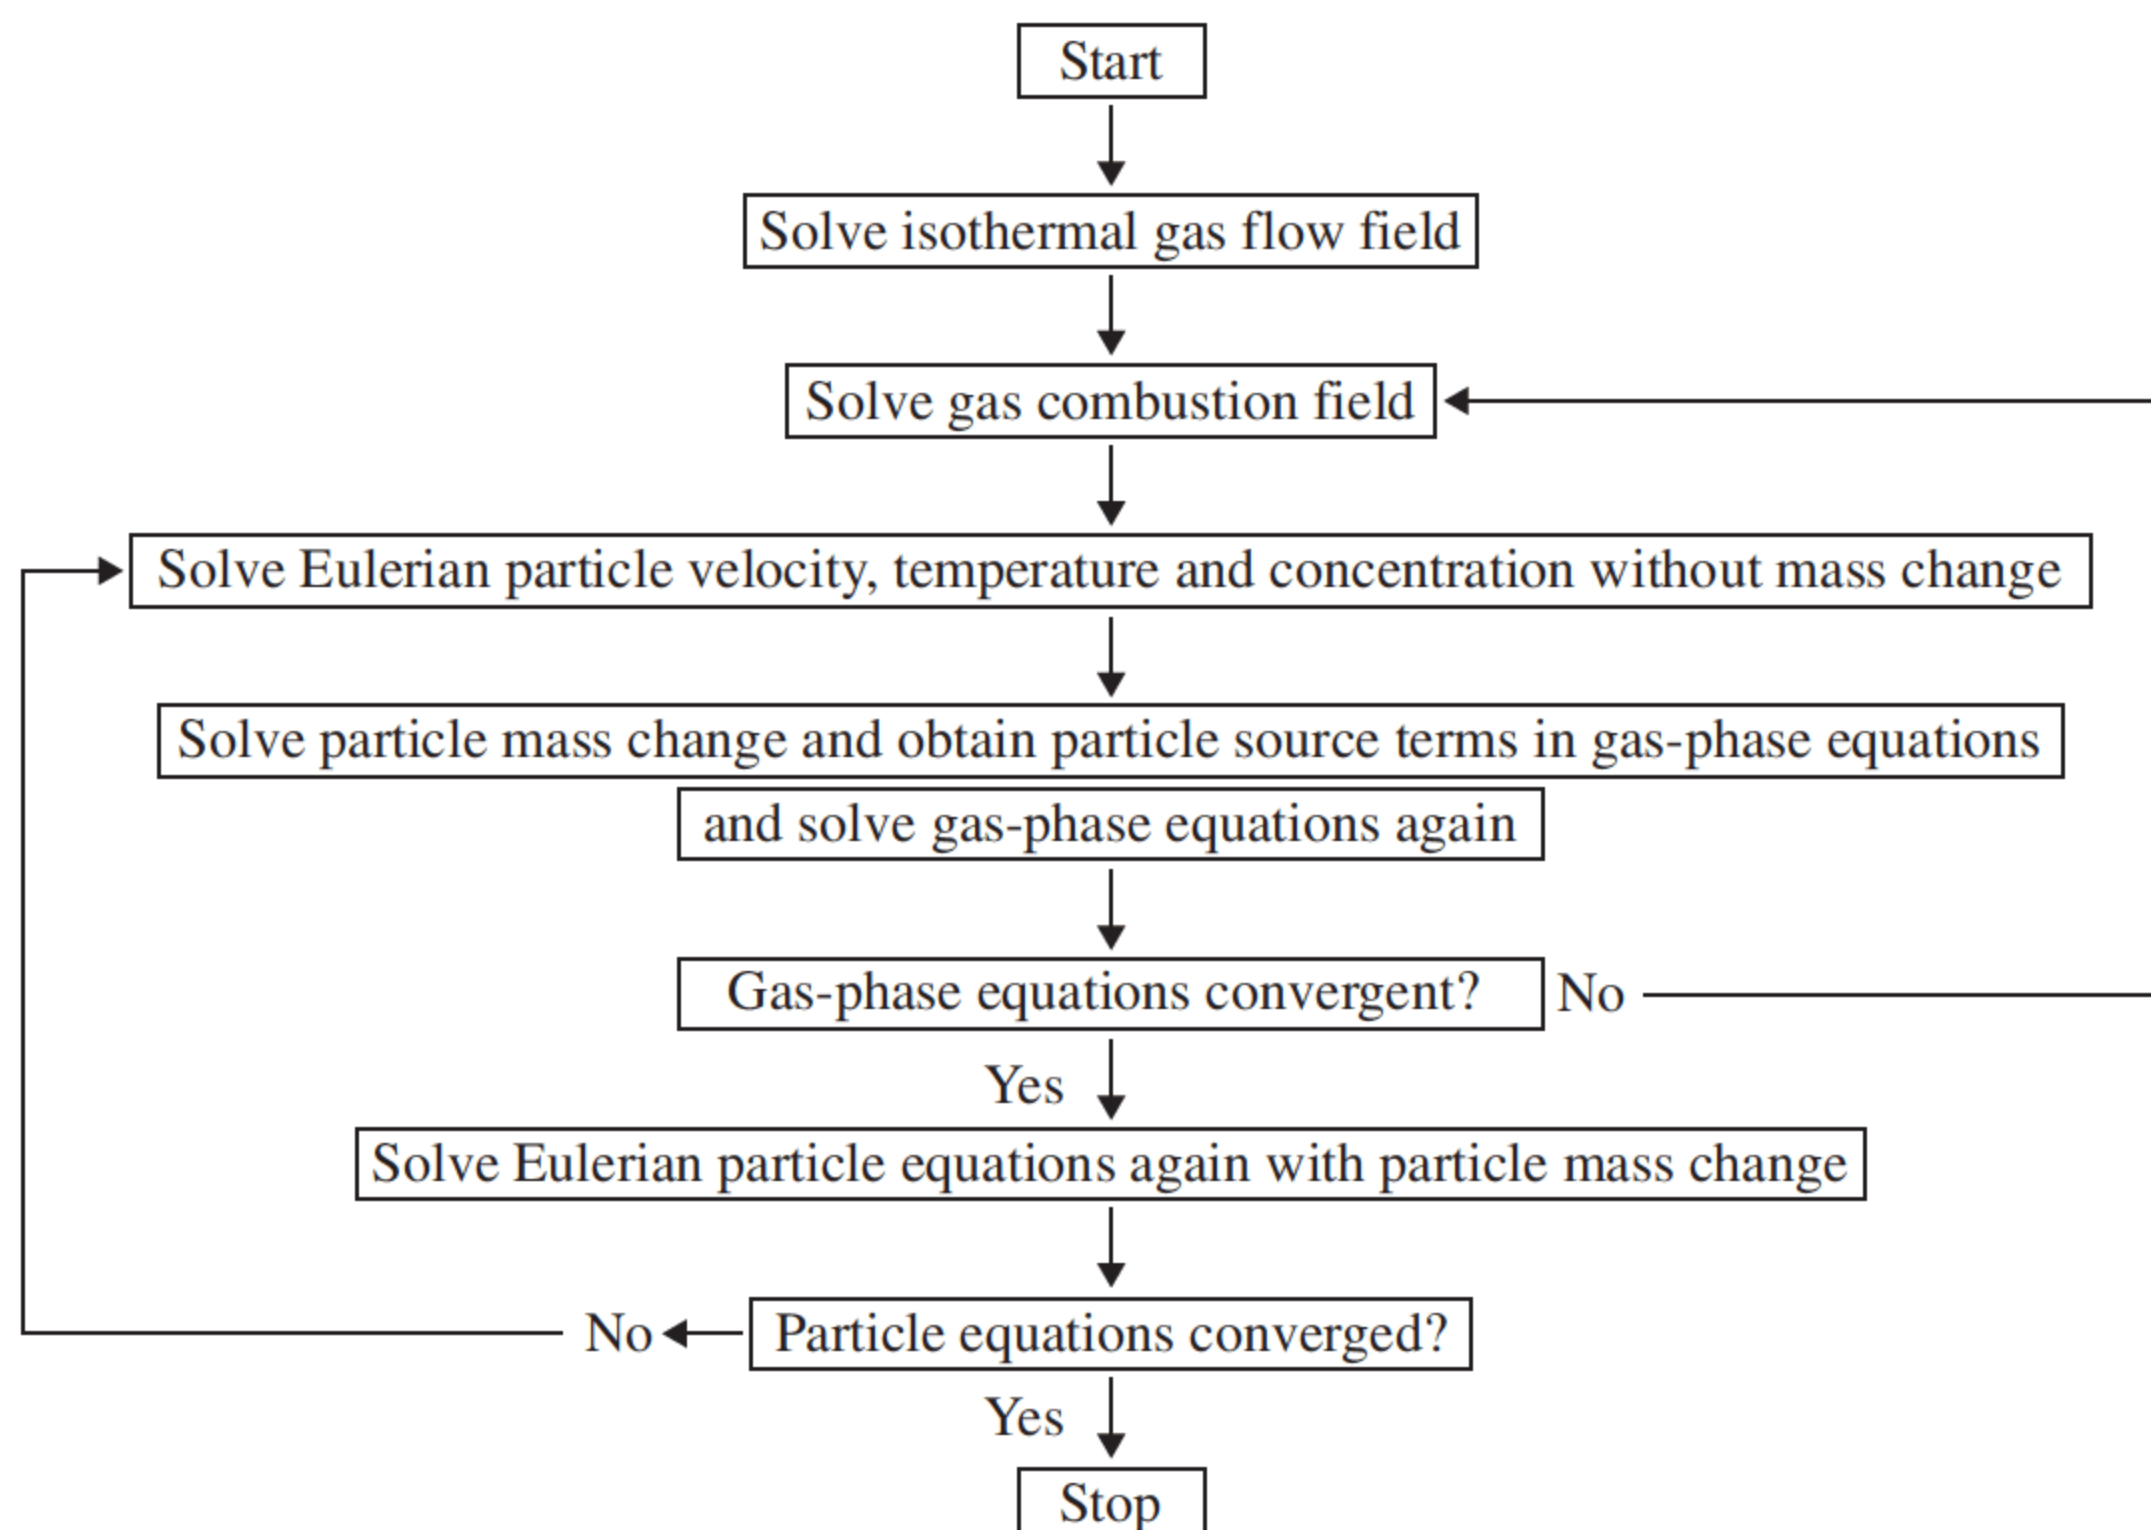 Start
Solve isothermal gas flow field
Solve gas combustion field
Solve Eulerian particle velocity, temperature and concentration without mass change
Solve particle mass change and obtain particle source terms in gas-phase equations
and solve gas-phase equations again
Gas-phase equations convergent? No
Yes
Solve Eulerian particle equations again with particle mass change
No Particle equations converged?
Yes
Stop